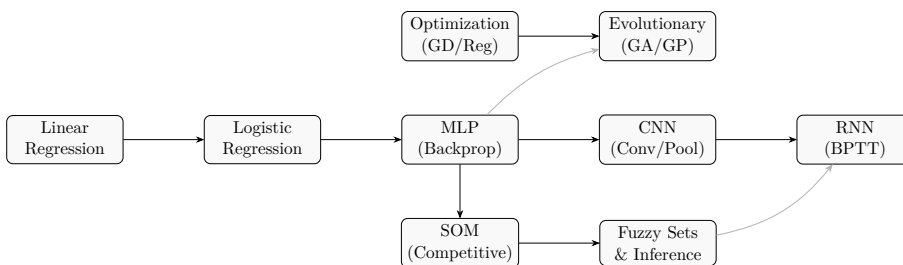 Optimization
(GD/Reg)
Evolutionary
(GA/GP)
Linear
Regression
Logistic
Regression
MLP
(Backprop)
CNN
(Conv/Pool)
RNN
(BPTT)
SOM
(Competitive)
Fuzzy Sets
& Inference